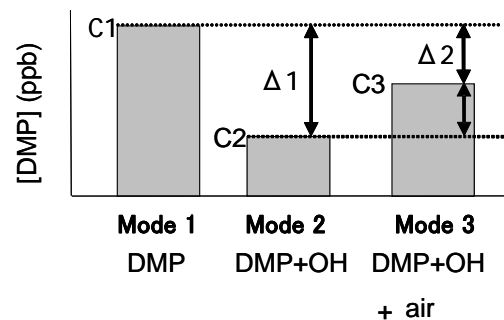 [DMP] (ppb)
C1
Δ1
Δ2
C3
C2
Mode 1 Mode 2 Mode 3
DMP DMP+OH DMP+OH
+ air